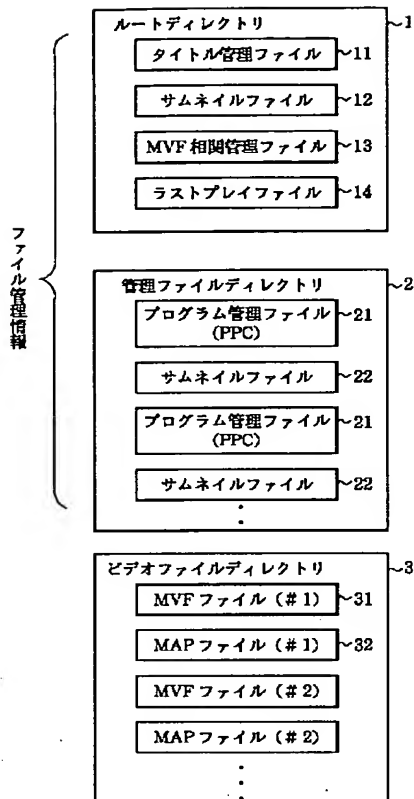 ルートディレクトリ ~1
タイトル管理ファイル ~11
サムネイルファイル ~12
MVF相関管理ファイル ~13
ラストプレイファイル ~14
ファイル管理情報
管理ファイルディレクトリ ~2
プログラム管理ファイル ~21
(PPC)
サムネイルファイル ~22
プログラム管理ファイル ~21
(PPC)
サムネイルファイル ~22
ビデオファイルディレクトリ ~3
MVFファイル(#1) ~31
MAPファイル(#1) ~32
MVFファイル(#2)
MAPファイル(#2)